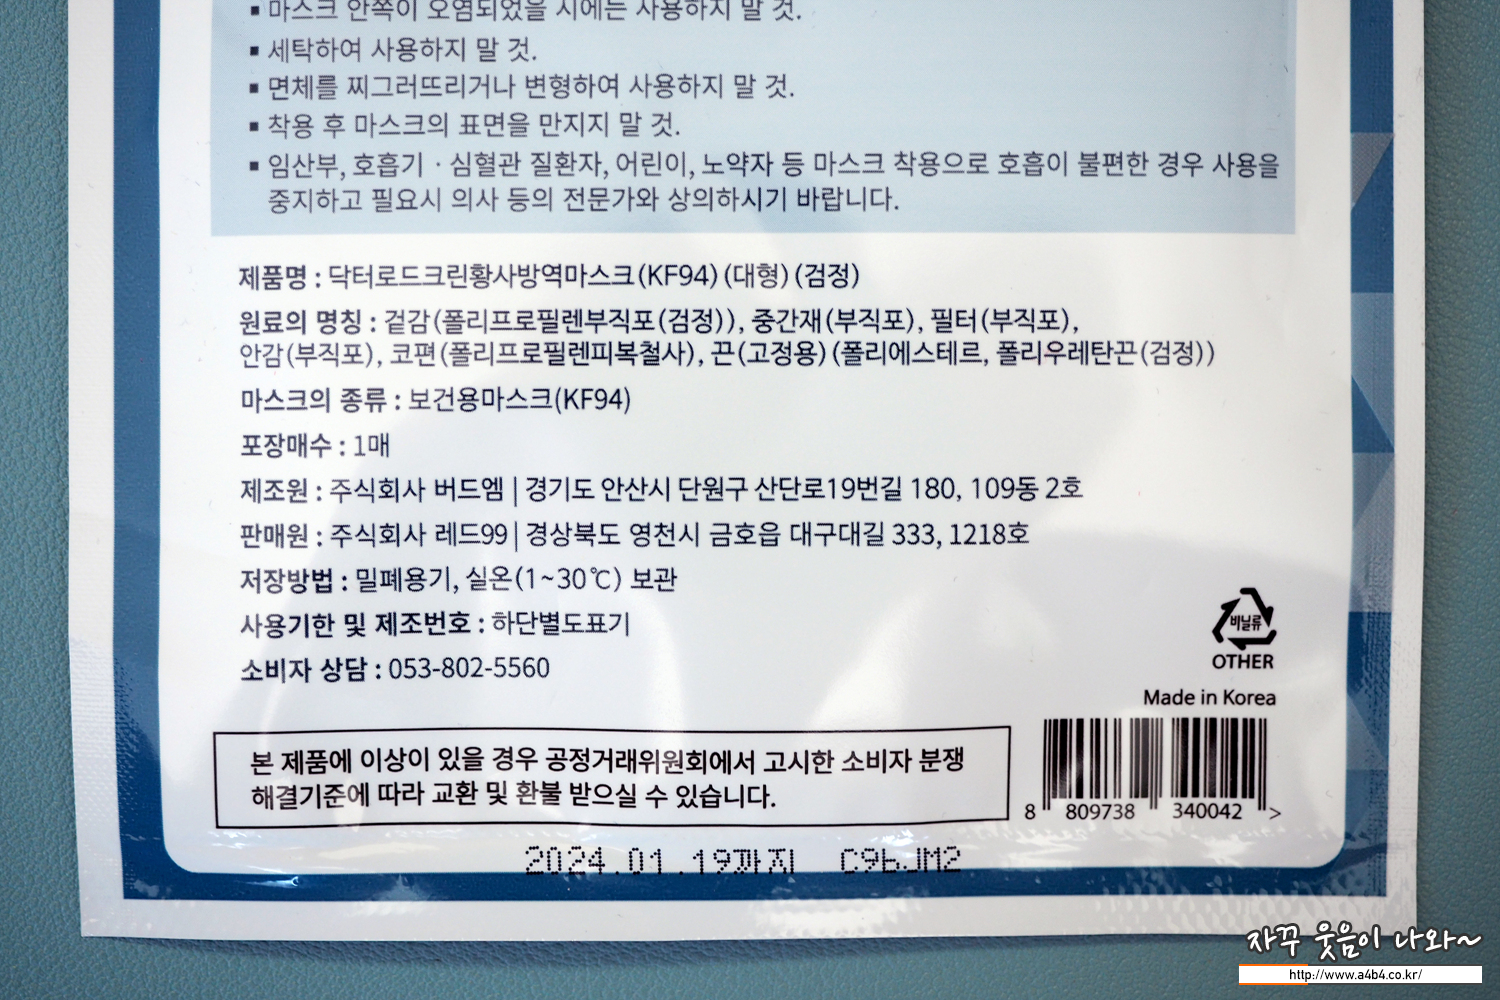 ▪ 마스크 안쪽이 오염되었을 시에는 사용하지 말 것.
▪ 세탁하여 사용하지 말 것.
▪ 면체를 찌그러뜨리거나 변형하여 사용하지 말 것.
▪ 착용 후 마스크의 표면을 만지지 말 것.
▪ 임산부, 호흡기 · 심혈관 질환자, 어린이, 노약자 등 마스크 착용으로 호흡이 불편한 경우 사용을
중지하고 필요시 의사 등의 전문가와 상의하시기 바랍니다.
제품명 : 닥터로드크린황사방역마스크(KF94) (대형) (검정)
원료의 명칭 : 겉감(폴리프로필렌부직포(검정)), 중간재(부직포), 필터(부직포),
안감(부직포), 코편(폴리프로필렌피복철사), 끈(고정용) (폴리에스테르, 폴리우레탄끈(검정))
마스크의 종류 : 보건용마스크(KF94)
포장매수 : 1매
제조원 : 주식회사 버드엠 | 경기도 안산시 단원구 산단로19번길 180, 109동 2호
판매원 : 주식회사 레드99 | 경상북도 영천시 금호읍 대구대길 333, 1218호
저장방법 : 밀폐용기, 실온(1~30℃) 보관
사용기한 및 제조번호 : 하단별도표기
소비자 상담 : 053-802-5560
비닐류
OTHER
Made in Korea
본 제품에 이상이 있을 경우 공정거래위원회에서 고시한 소비자 분쟁
해결기준에 따라 교환 및 환불 받으실 수 있습니다.
8 809738 340042 >
2024.01.19까지 C96JM2
자꾸 웃음이 나와~
http://www.a4b4.co.kr/